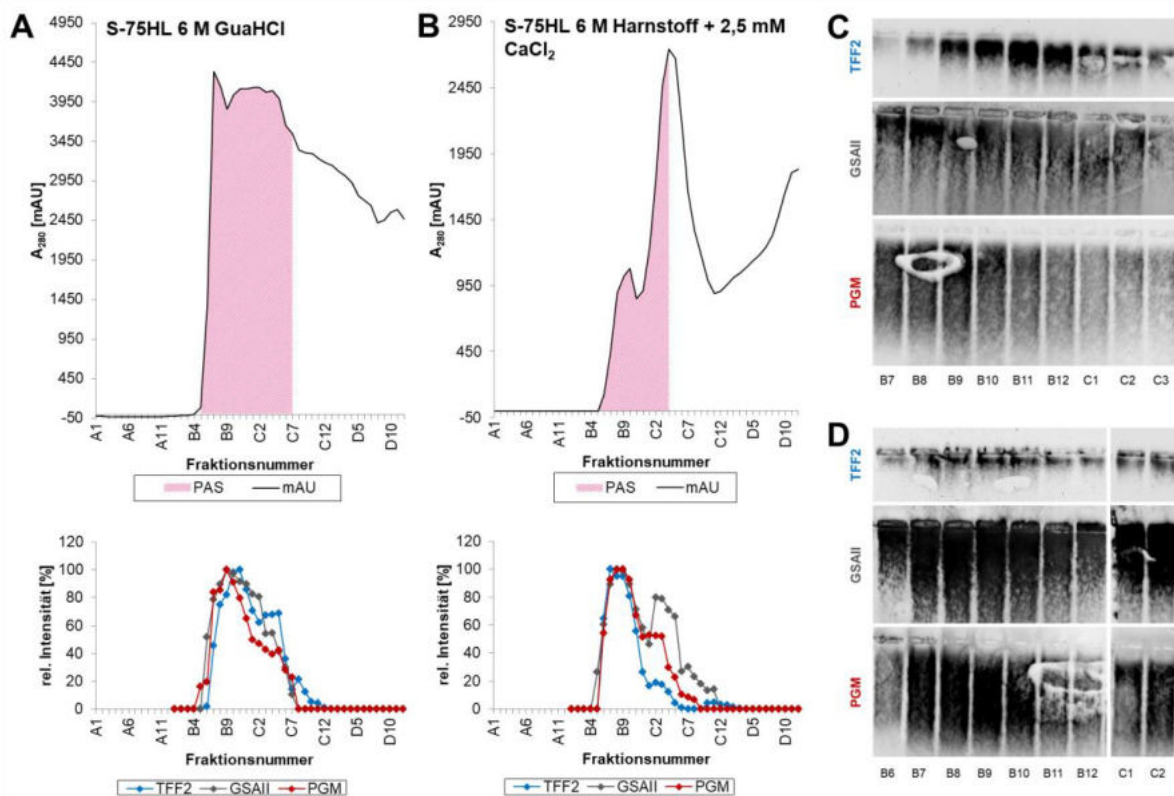 A
S-75HL 6 M GuaHCl
4950
4450
3950
3450
2950
2450
1950
1450
950
450
-50
A₂₈₀ [mAU]
A1 A6 A11 B4 B9 C2 C7 C12 D5 D10
Fraktionsnummer
PAS mAU
B
S-75HL 6 M Harnstoff + 2,5 mM
CaCl₂
2950
2450
1950
1450
950
450
-50
A₂₈₀ [mAU]
A1 A6 A11 B4 B9 C2 C7 C12 D5 D10
Fraktionsnummer
PAS mAU
120
100
80
60
40
20
0
rel. Intensität [%]
A1 A6 A11 B4 B9 C2 C7 C12 D5 D10
Fraktionsnummer
TFF2 GSAII PGM
120
100
80
60
40
20
0
rel. Intensität [%]
A1 A6 A11 B4 B9 C2 C7 C12 D5 D10
Fraktionsnummer
TFF2 GSAII PGM
C
TFF2
GSAII
PGM
B7 B8 B9 B10 B11 B12 C1 C2 C3
D
TFF2
GSAII
PGM
B6 B7 B8 B9 B10 B11 B12 C1 C2